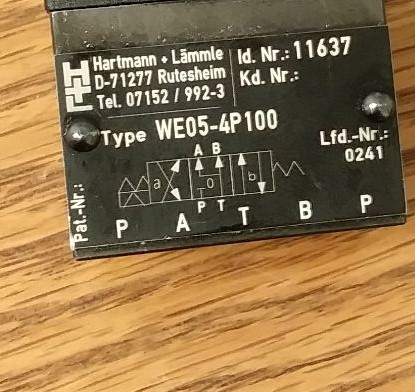 Hartmann + Lämmle
D-71277 Rutesheim
Tel. 07152 / 992-3
Id. Nr.: 11637
Kd. Nr.:
Type WE05-4P100
Lfd.-Nr.:
0241
A B
a 0 b
P T
Pat.-Nr.:
P A T B P